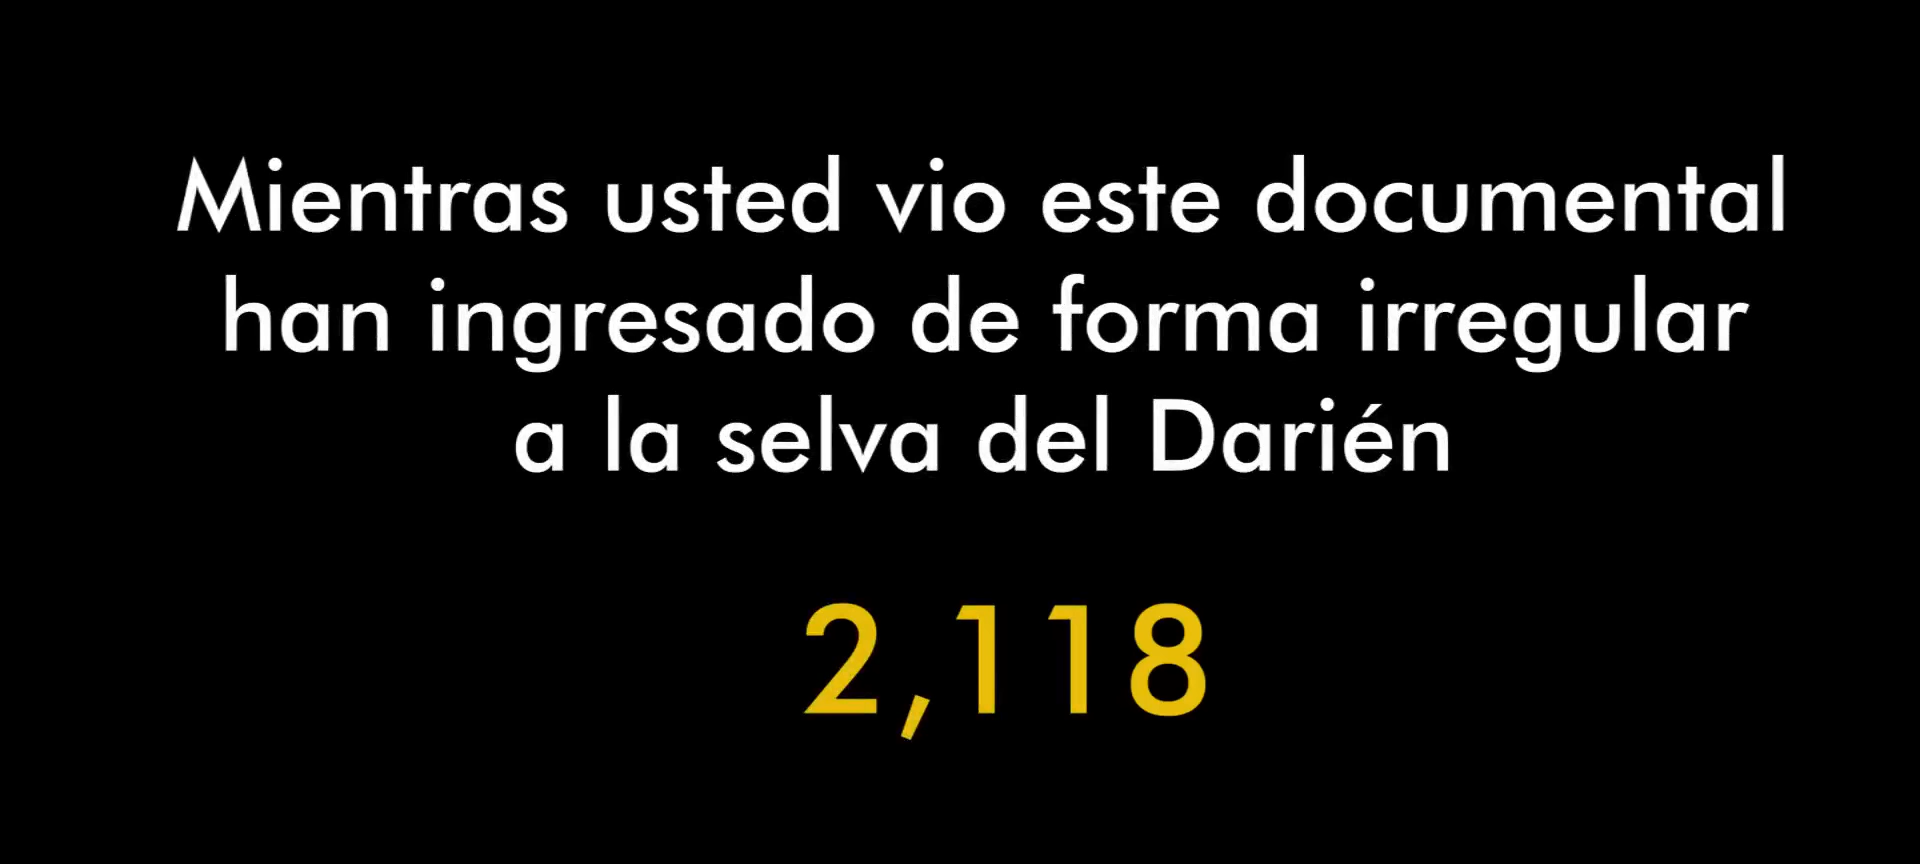 Mientras usted vio este documental
han ingresado de forma irregular
a la selva del Darién
2,118